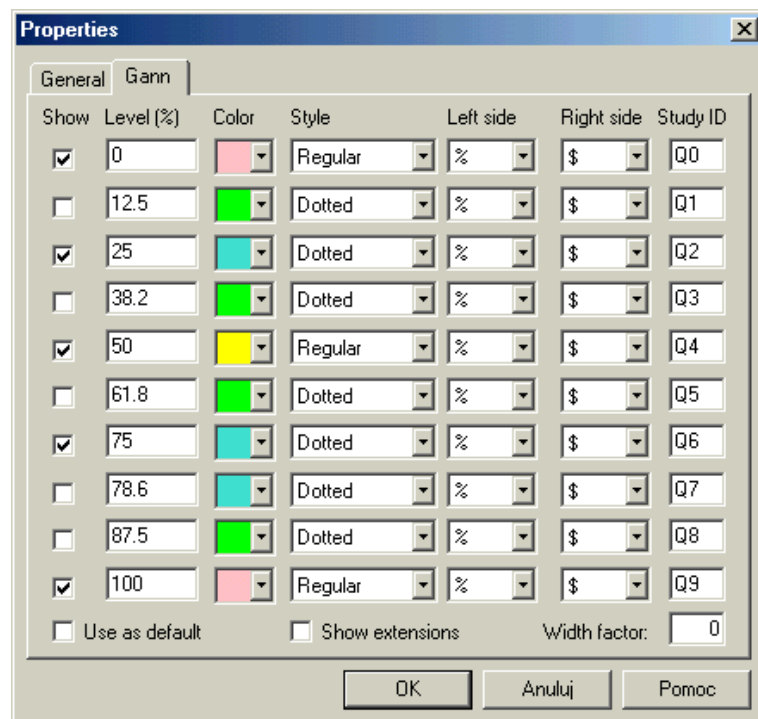 Properties
General Gann
Show Level (%) Color Style Left side Right side Study ID
0 Regular % $ Q0
12.5 Dotted % $ Q1
25 Dotted % $ Q2
38.2 Dotted % $ Q3
50 Regular % $ Q4
61.8 Dotted % $ Q5
75 Dotted % $ Q6
78.6 Dotted % $ Q7
87.5 Dotted % $ Q8
100 Regular % $ Q9
Use as default Show extensions Width factor: 0
OK Anuluj Pomoc